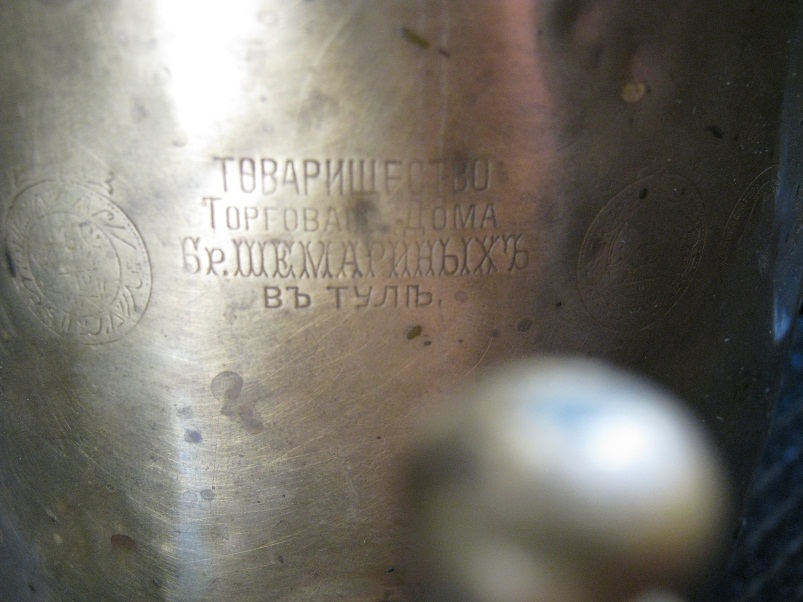 ТОВАРИЩЕСТВО
ТОРГОВАГО ДОМА
БР. ШЕМАРИНЫХЪ
ВЪ ТУЛѢ.